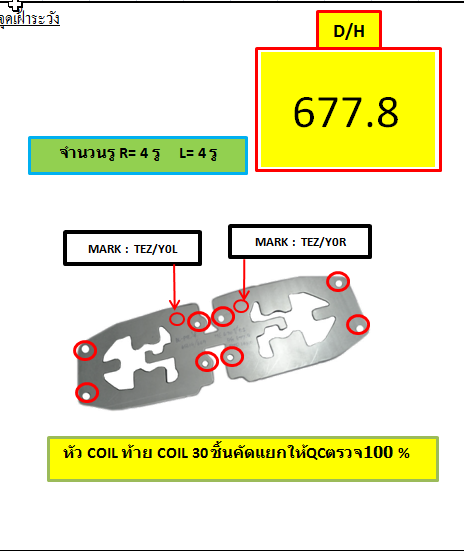 จุดเฝ้าระวัง
D/H
677.8
จำนวนรู R= 4 รู L= 4 รู
MARK : TEZ/Y0L
MARK : TEZ/Y0R
หัว COIL ท้าย COIL 30 ชิ้นคัดแยกให้QCตรวจ100 %